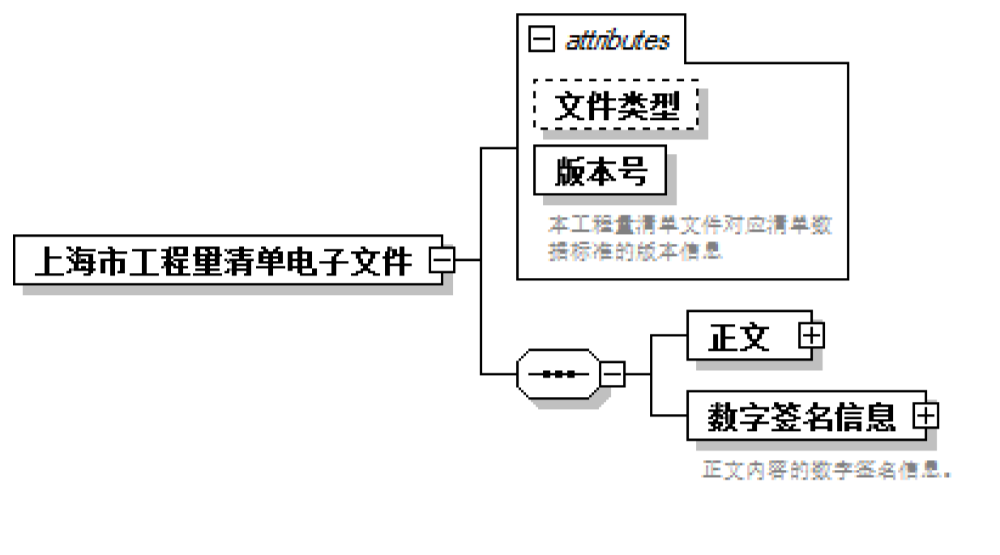 attributes
文件类型
版本号
本工程量清单文件对应清单数
据标准的版本信息
上海市工程量清单电子文件
正文
数字签名信息
正文内容的数字签名信息。